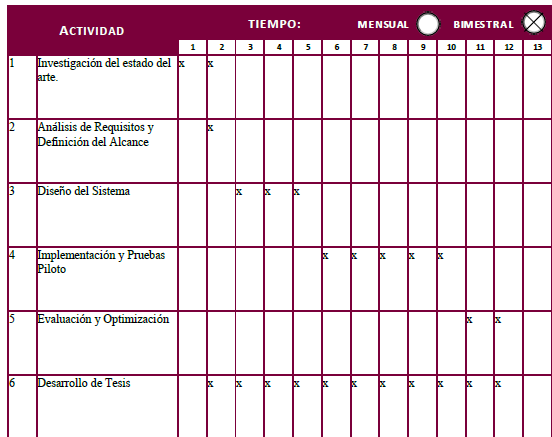 ACTIVIDAD TIEMPO: MENSUAL BIMESTRAL
1 2 3 4 5 6 7 8 9 10 11 12 13
1 Investigación del estado del x x
arte.
2 Análisis de Requisitos y x
Definición del Alcance
3 Diseño del Sistema x x x
4 Implementación y Pruebas x x x x x
Piloto
5 Evaluación y Optimización x x
6 Desarrollo de Tesis x x x x x x x x x x x